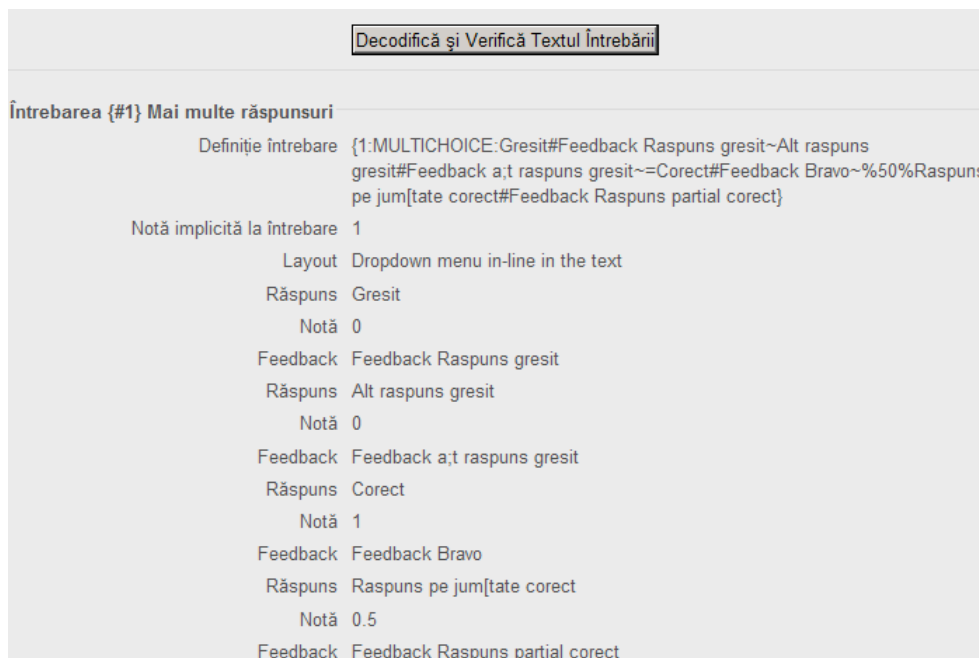 Decodifică şi Verifică Textul Întrebării
Întrebarea {#1} Mai multe răspunsuri
Definiţie întrebare {1:MULTICHOICE:Gresit#Feedback Raspuns gresit~Alt raspuns
gresit#Feedback a;t raspuns gresit~=Corect#Feedback Bravo~%50%Raspuns
pe jum[tate corect#Feedback Raspuns partial corect}
Notă implicită la întrebare 1
Layout Dropdown menu in-line in the text
Răspuns Gresit
Notă 0
Feedback Feedback Raspuns gresit
Răspuns Alt raspuns gresit
Notă 0
Feedback Feedback a;t raspuns gresit
Răspuns Corect
Notă 1
Feedback Feedback Bravo
Răspuns Raspuns pe jum[tate corect
Notă 0.5
Feedback Feedback Raspuns partial corect